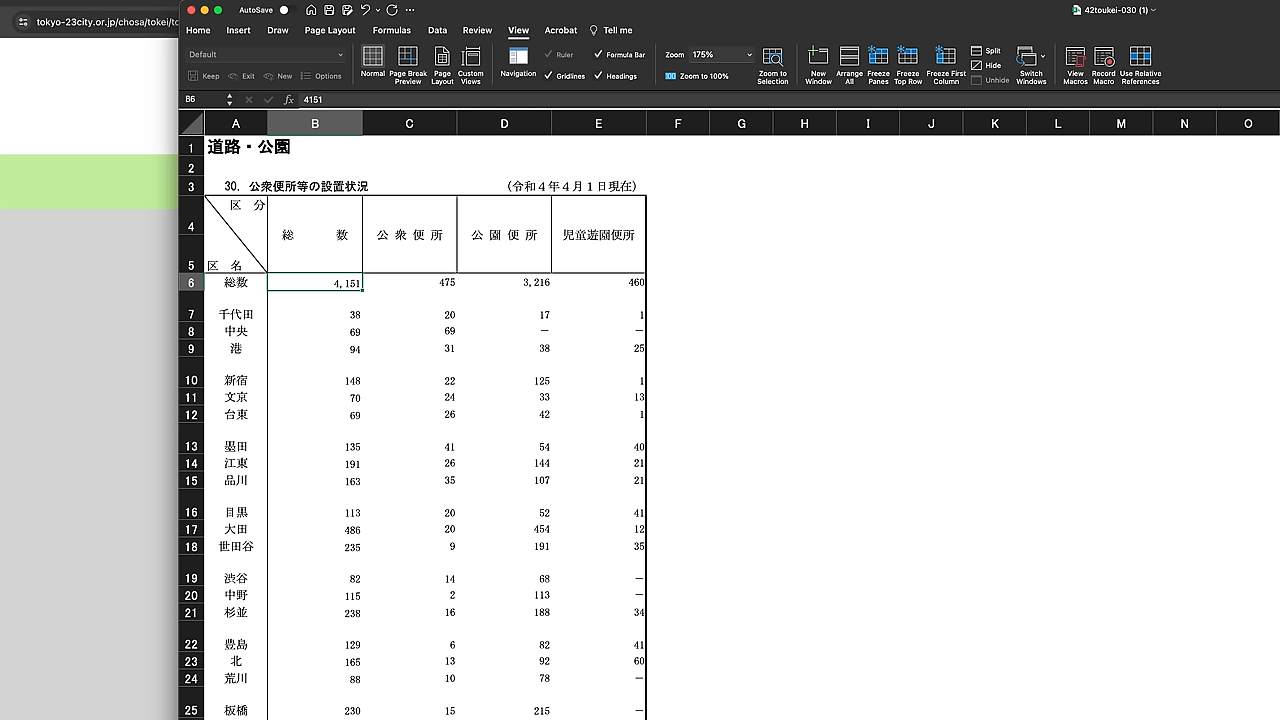 tokyo-23city.or.jp/chosa/tokei/to
AutoSave
42toukei-030 (1)
Home Insert Draw Page Layout Formulas Data Review View Acrobat Tell me
Default
Keep Exit New Options
Normal Page Break Preview Page Layout Custom Views
Navigation
Ruler Formula Bar
Gridlines Headings
Zoom 175%
100 Zoom to 100%
Zoom to Selection
New Window Arrange All Freeze Panes Freeze Top Row Freeze First Column
Split
Hide
Unhide
Switch Windows
View Macros Record Macro Use Relative References
B6 fx 4151
A B C D E F G H I J K L M N O
1 道路・公園
2
3 30. 公衆便所等の設置状況 (令和4年4月1日現在)
区 分
4 総 数 公衆便所 公園便所 児童遊園便所
5 区 名
6 総数 4,151 475 3,216 460
7 千代田 38 20 17 1
8 中央 69 69 － －
9 港 94 31 38 25
10 新宿 148 22 125 1
11 文京 70 24 33 13
12 台東 69 26 42 1
13 墨田 135 41 54 40
14 江東 191 26 144 21
15 品川 163 35 107 21
16 目黒 113 20 52 41
17 大田 486 20 454 12
18 世田谷 235 9 191 35
19 渋谷 82 14 68 －
20 中野 115 2 113 －
21 杉並 238 16 188 34
22 豊島 129 6 82 41
23 北 165 13 92 60
24 荒川 88 10 78 －
25 板橋 230 15 215 －